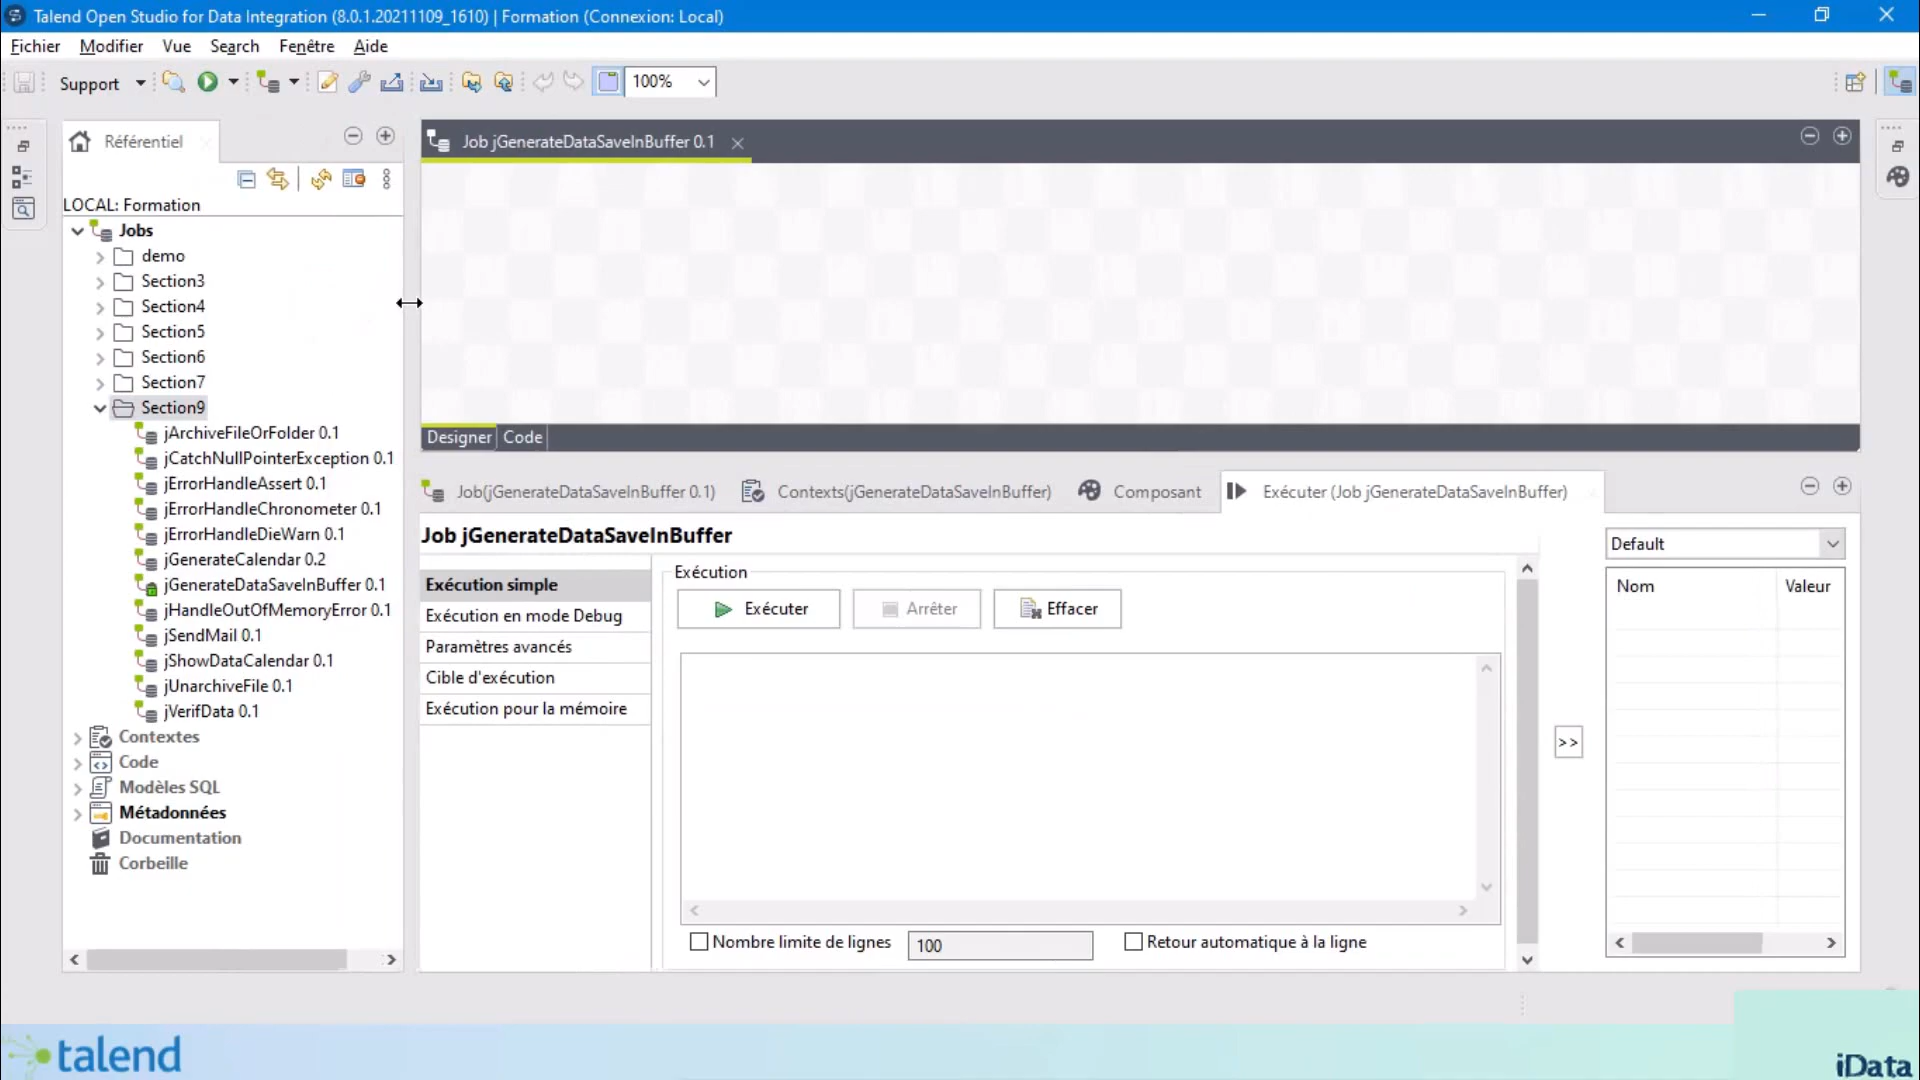 Talend Open Studio for Data Integration (8.0.1.20211109_1610) | Formation (Connexion: Local)
Fichier Modifier Vue Search Fenêtre Aide
Support 100%
Référentiel
LOCAL: Formation
Jobs
demo
Section3
Section4
Section5
Section6
Section7
Section9
jArchiveFileOrFolder 0.1
jCatchNullPointerException 0.1
jErrorHandleAssert 0.1
jErrorHandleChronometer 0.1
jErrorHandleDieWarn 0.1
jGenerateCalendar 0.2
jGenerateDataSaveInBuffer 0.1
jHandleOutOfMemoryError 0.1
jSendMail 0.1
jShowDataCalendar 0.1
jUnarchiveFile 0.1
jVerifData 0.1
Contextes
Code
Modèles SQL
Métadonnées
Documentation
Corbeille
Job jGenerateDataSaveInBuffer 0.1
Designer Code
Job(jGenerateDataSaveInBuffer 0.1) Contexts(jGenerateDataSaveInBuffer) Composant Exécuter (Job jGenerateDataSaveInBuffer)
Job jGenerateDataSaveInBuffer
Exécution simple
Exécution en mode Debug
Paramètres avancés
Cible d'exécution
Exécution pour la mémoire
Exécution
Exécuter Arrêter Effacer
Nombre limite de lignes 100 Retour automatique à la ligne
>>
Default
Nom Valeur
talend
iData